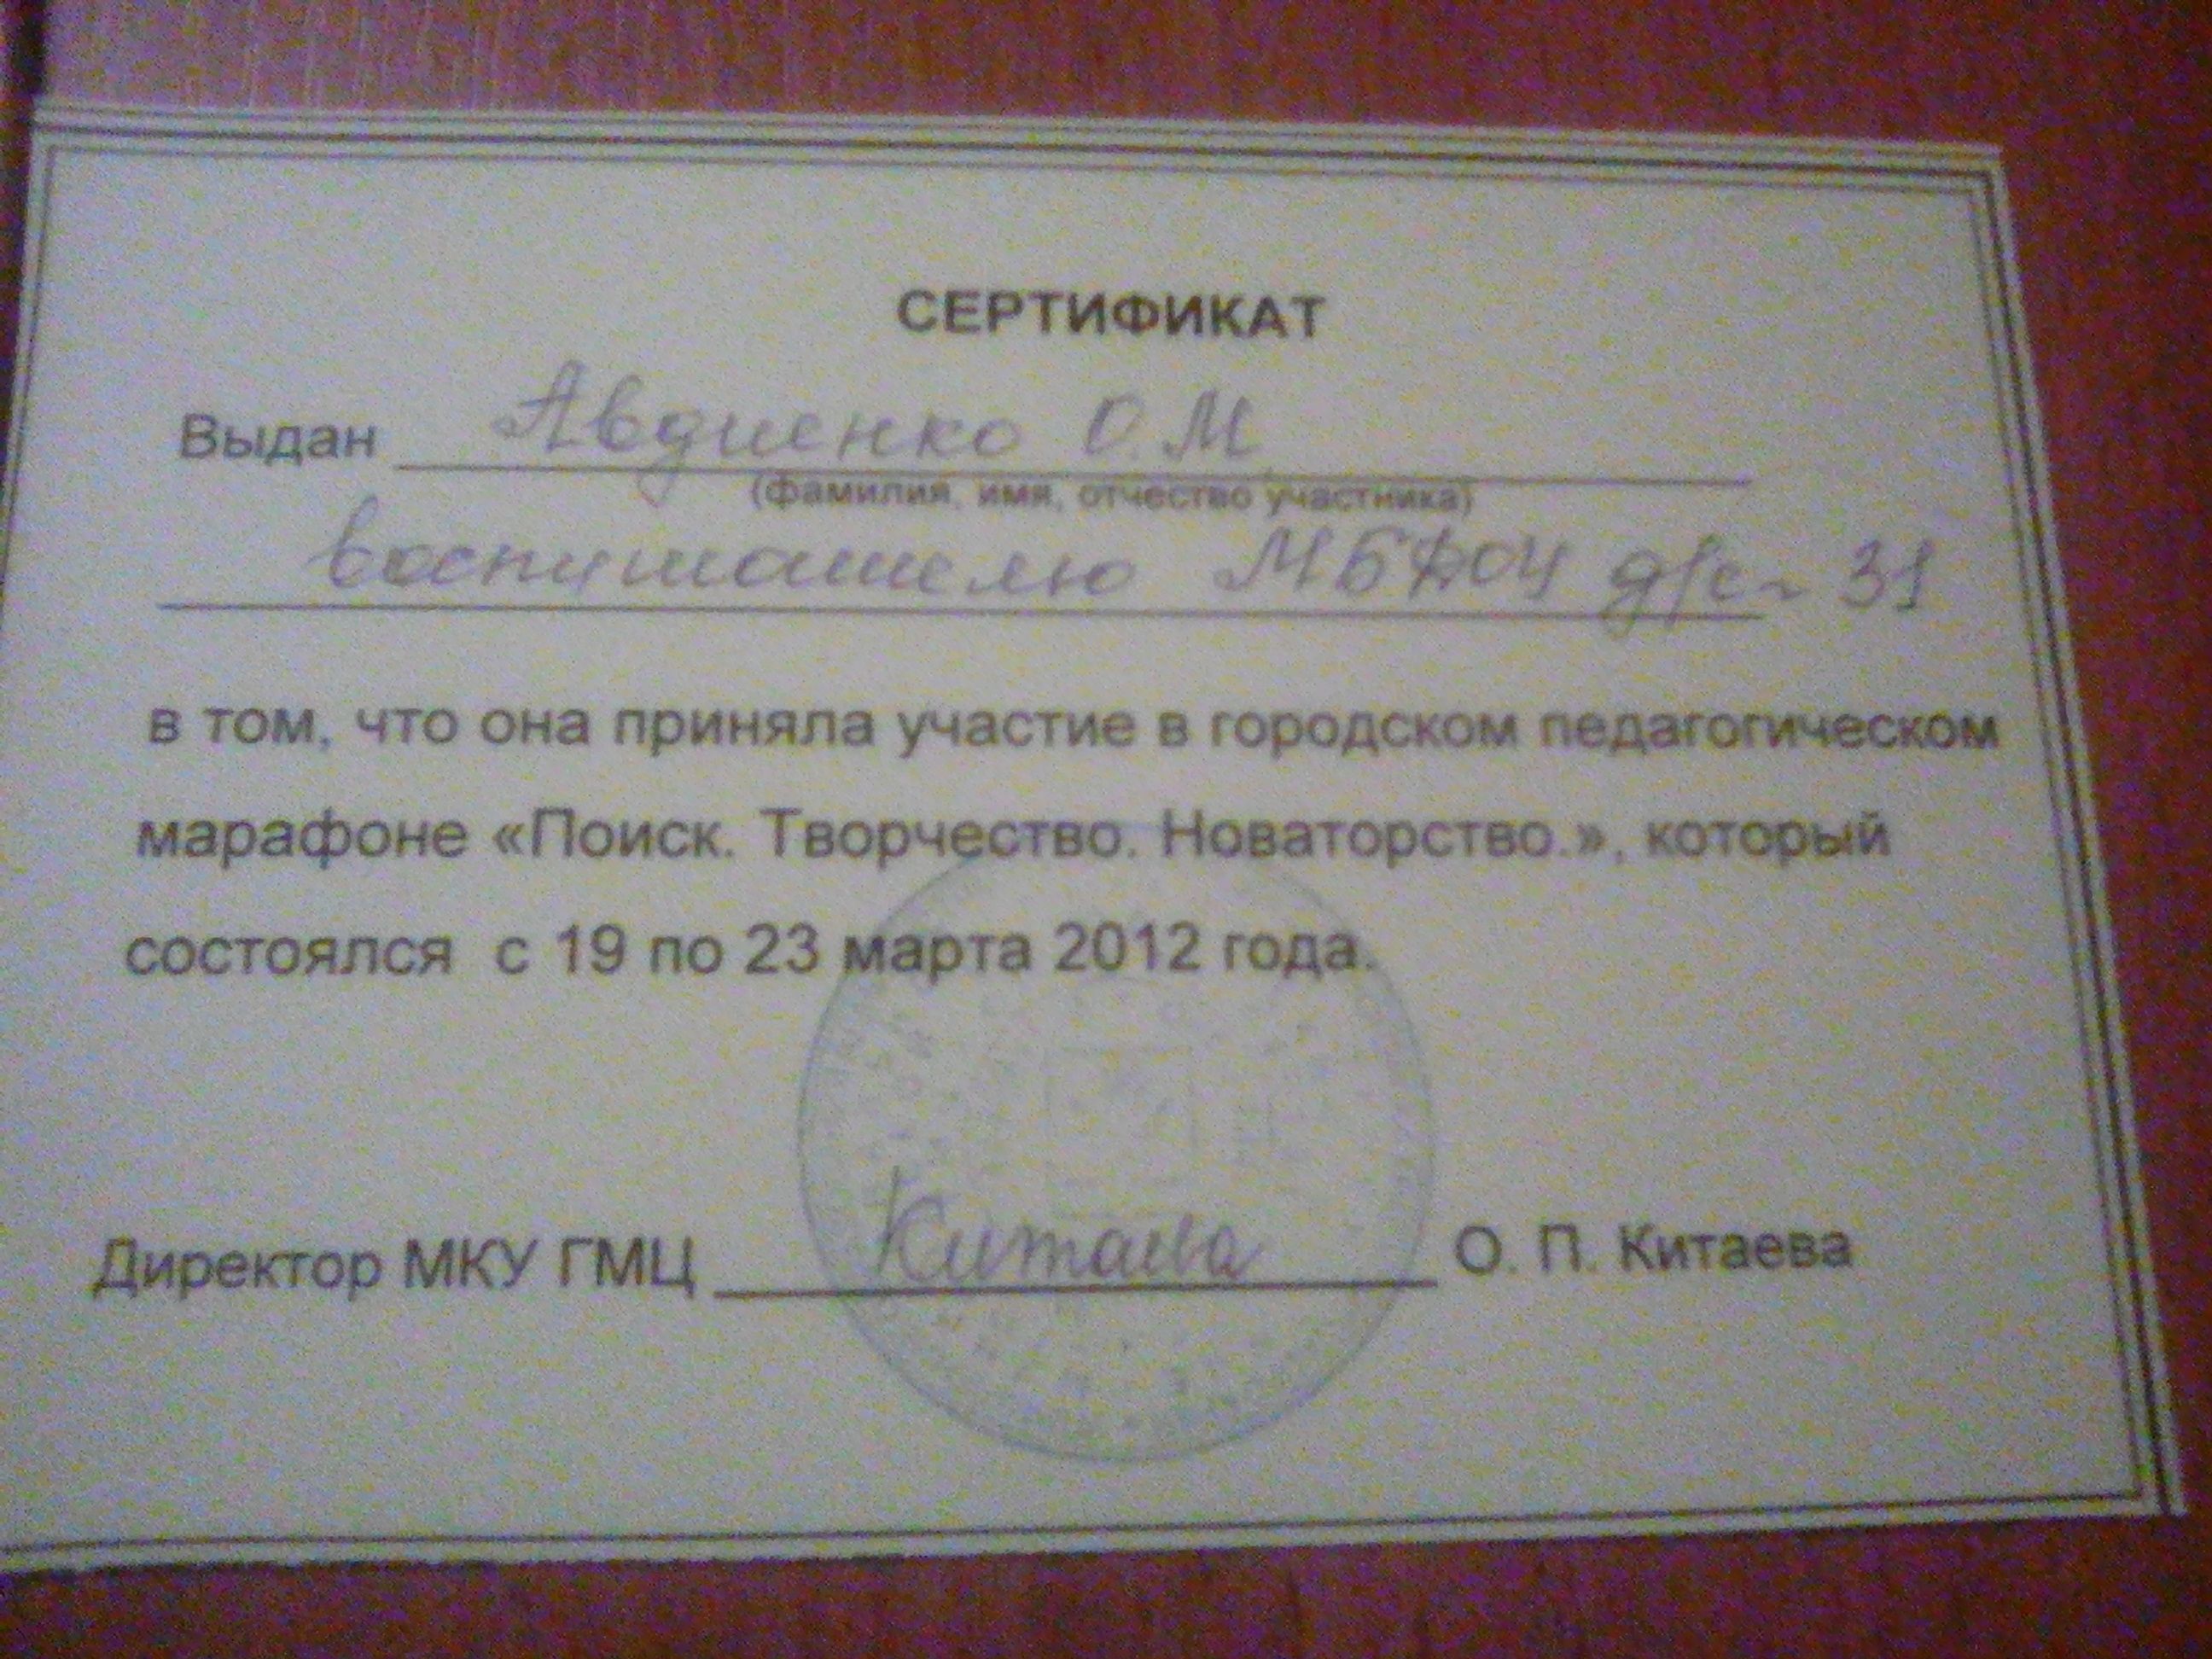 СЕРТИФИКАТ
Выдан Авдиенко О.М.
(фамилия, имя, отчество участника)
воспитателю МБДОУ д/с 31
в том, что она приняла участие в городском педагогическом
марафоне «Поиск. Творчество. Новаторство.», который
состоялся с 19 по 23 марта 2012 года.
Директор МКУ ГМЦ Китаева О. П. Китаева